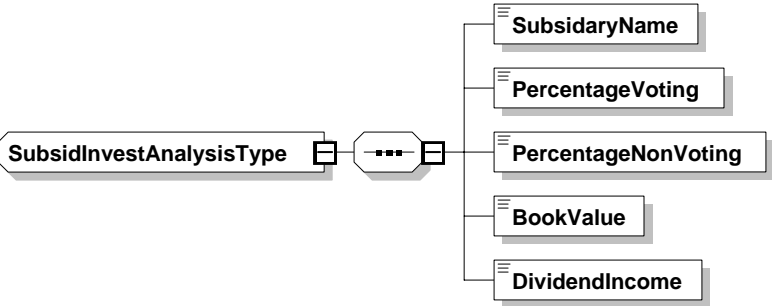 SubsidaryName
PercentageVoting
SubsidInvestAnalysisType
PercentageNonVoting
BookValue
DividendIncome